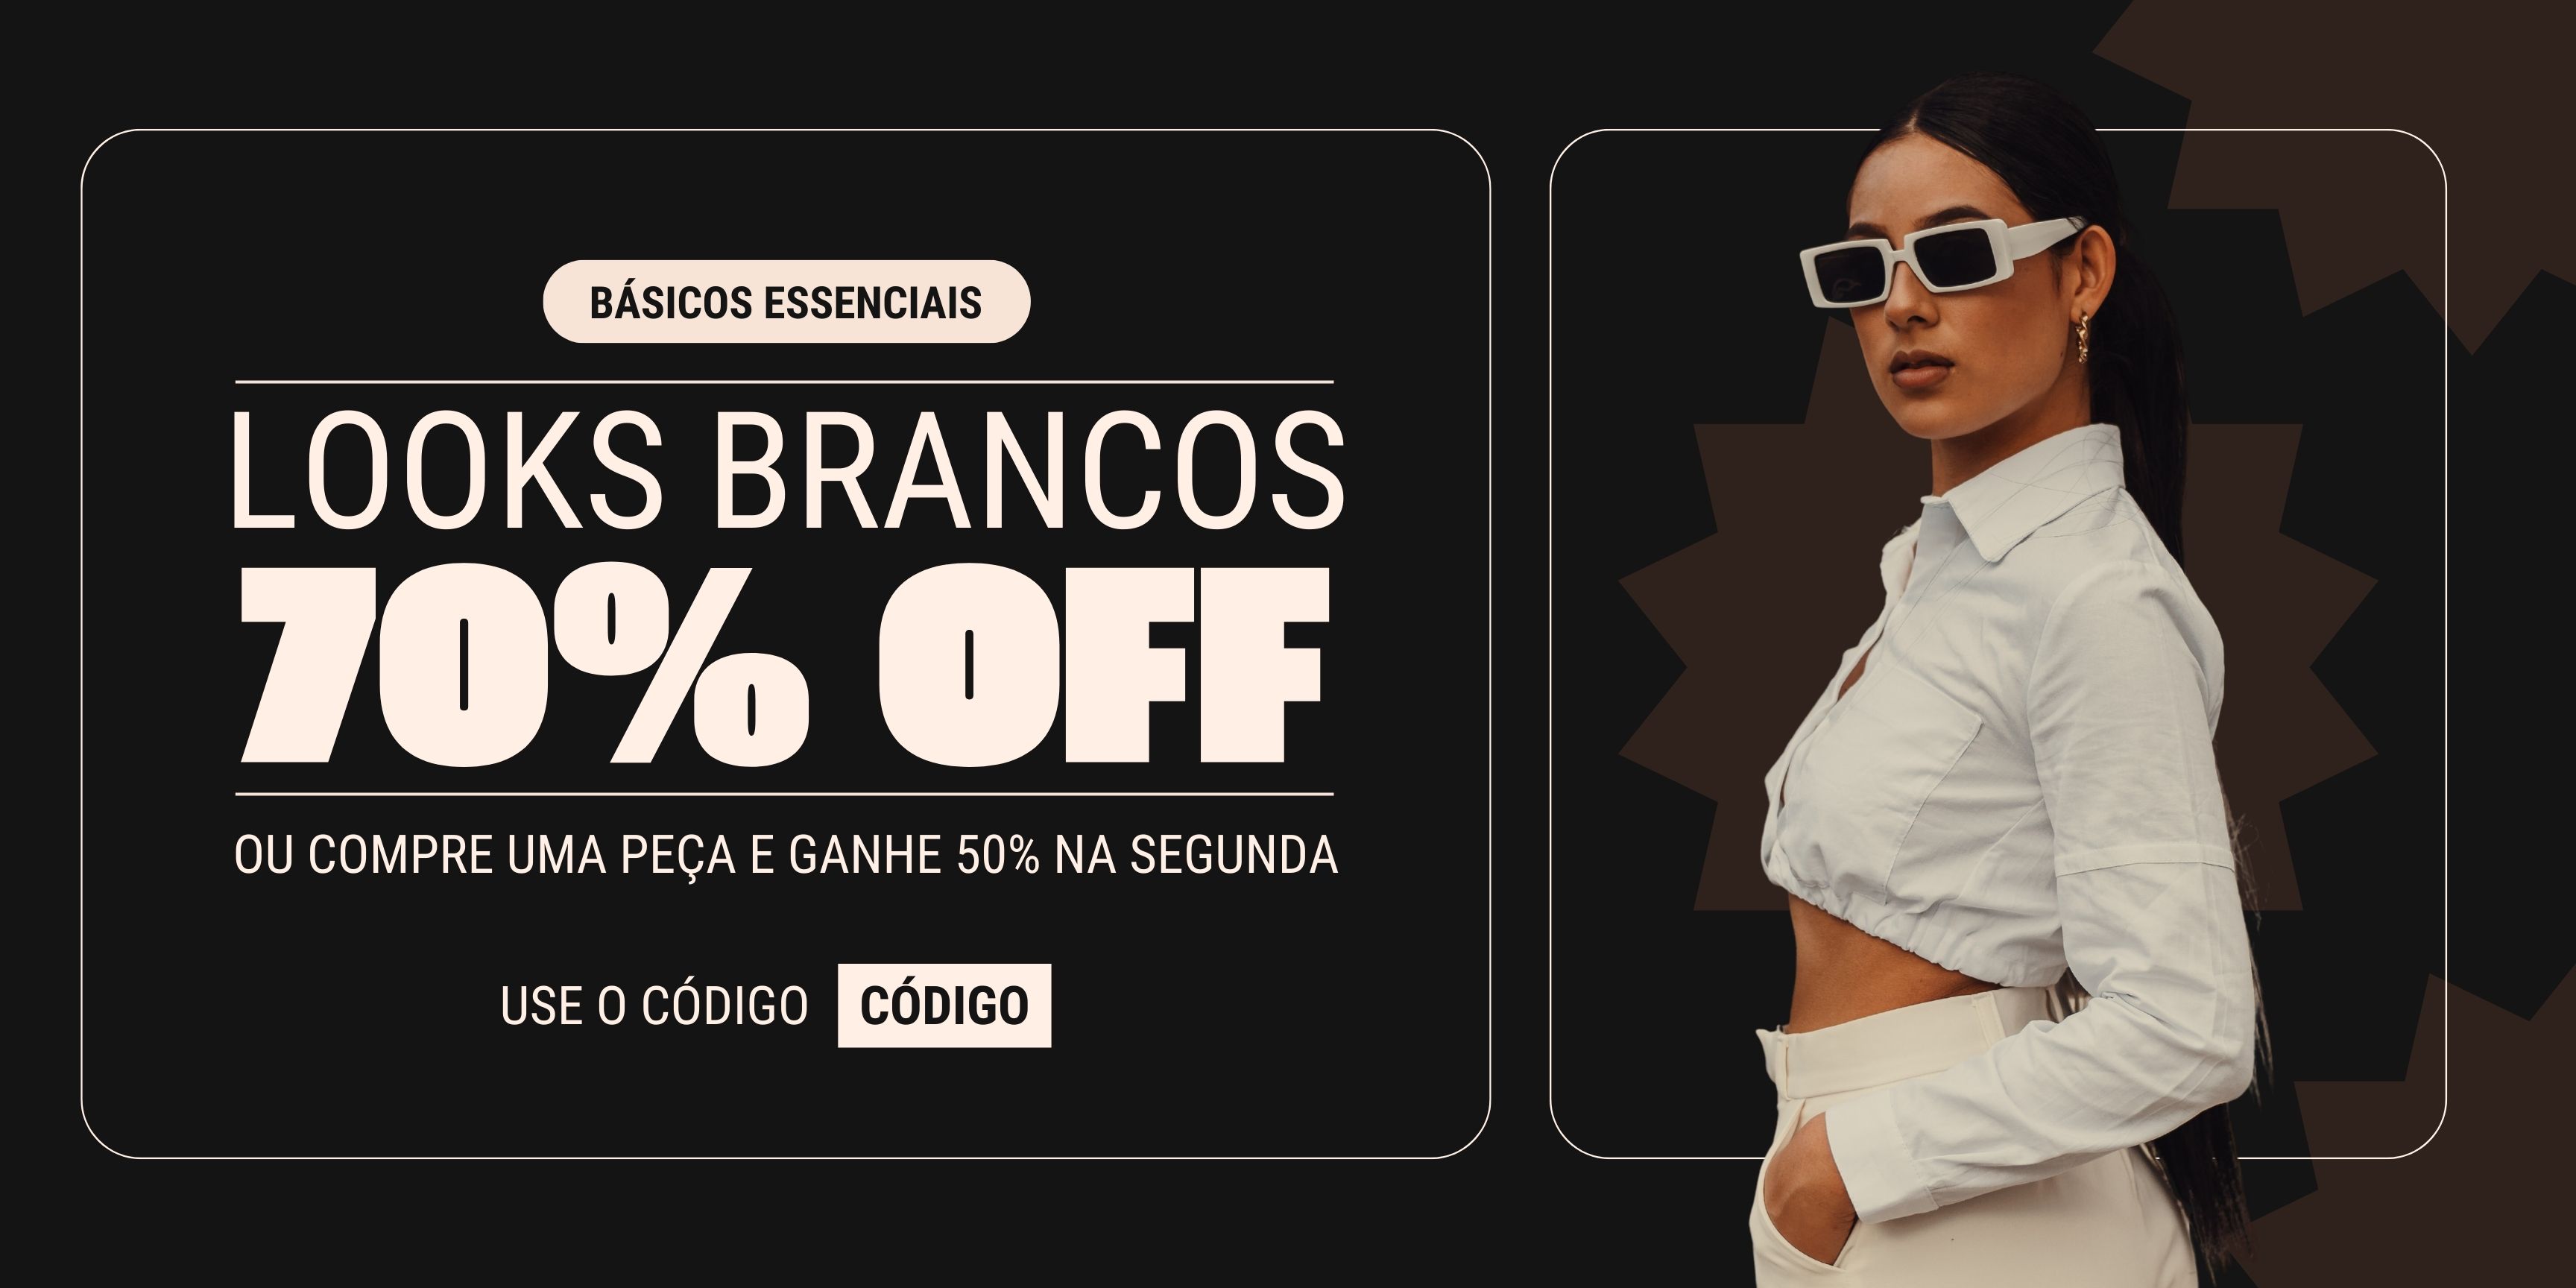 BÁSICOS ESSENCIAIS
LOOKS BRANCOS
70% OFF
OU COMPRE UMA PEÇA E GANHE 50% NA SEGUNDA
USE O CÓDIGO CÓDIGO